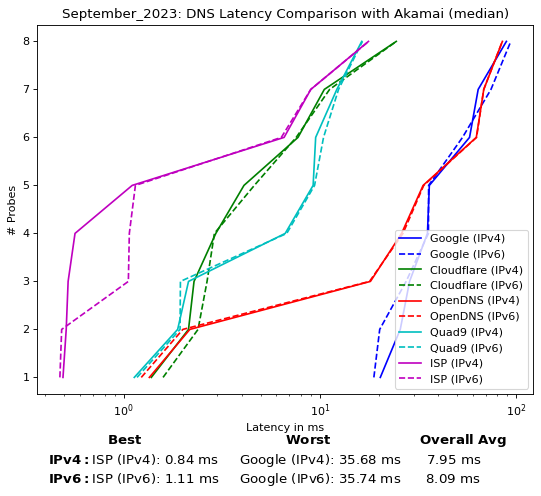 September_2023: DNS Latency Comparison with Akamai (median)
8
7
6
5
4
3
2
1
# Probes
Google (IPv4)
Google (IPv6)
Cloudflare (IPv4)
Cloudflare (IPv6)
OpenDNS (IPv4)
OpenDNS (IPv6)
Quad9 (IPv4)
Quad9 (IPv6)
ISP (IPv4)
ISP (IPv6)
10⁰ 10¹ 10²
Latency in ms
Best Worst Overall Avg
IPv4: ISP (IPv4): 0.84 ms Google (IPv4): 35.68 ms 7.95 ms
IPv6: ISP (IPv6): 1.11 ms Google (IPv6): 35.74 ms 8.09 ms